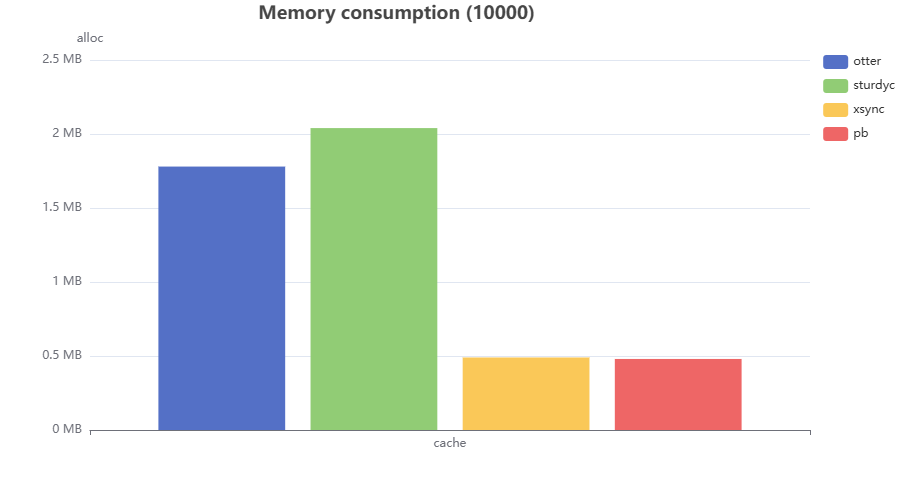 Memory consumption (10000)
alloc
2.5 MB
2 MB
1.5 MB
1 MB
0.5 MB
0 MB
cache
otter
sturdyc
xsync
pb